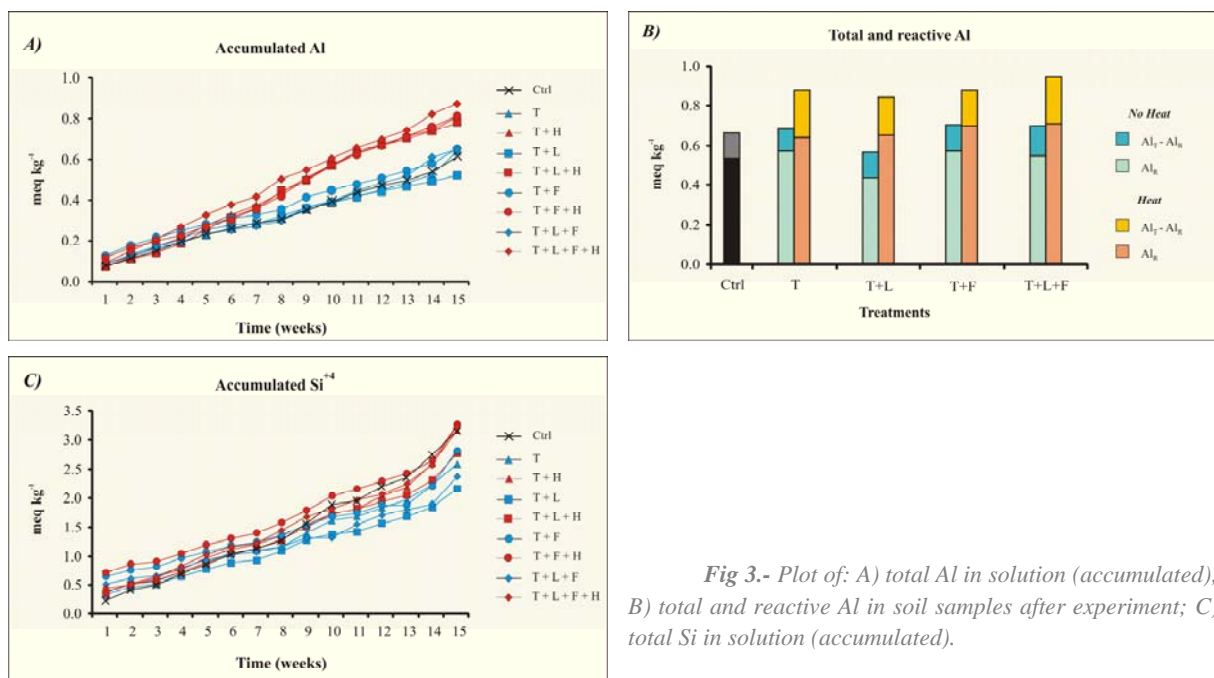 A)
Accumulated Al
1.0
0.8
0.6
0.4
0.2
0.0
meq kg⁻¹
1 2 3 4 5 6 7 8 9 10 11 12 13 14 15
Time (weeks)
Ctrl
T
T + H
T + L
T + L + H
T + F
T + F + H
T + L + F
T + L + F + H
B)
Total and reactive Al
1.0
0.8
0.6
0.4
0.2
0.0
meq kg⁻¹
Ctrl T T+L T+F T+L+F
Treatments
No Heat
Al_T - Al_R
Al_R
Heat
Al_T - Al_R
Al_R
C)
Accumulated Si⁺⁴
3.5
3.0
2.5
2.0
1.5
1.0
0.5
0.0
meq kg⁻¹
1 2 3 4 5 6 7 8 9 10 11 12 13 14 15
Time (weeks)
Ctrl
T
T + H
T + L
T + L + H
T + F
T + F + H
T + L + F
T + L + F + H
Fig 3.- Plot of: A) total Al in solution (accumulated),
B) total and reactive Al in soil samples after experiment; C)
total Si in solution (accumulated).